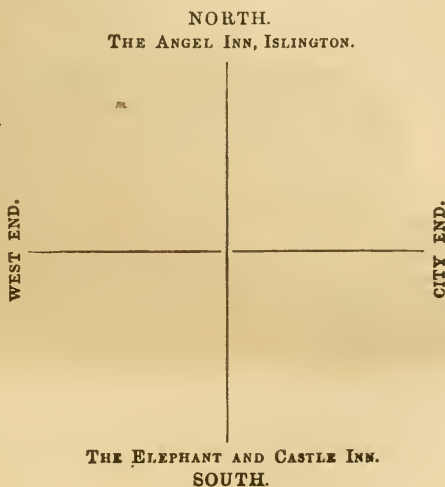 NORTH.
THE ANGEL INN, ISLINGTON.
WEST END.
CITY END.
THE ELEPHANT AND CASTLE INN.
SOUTH.